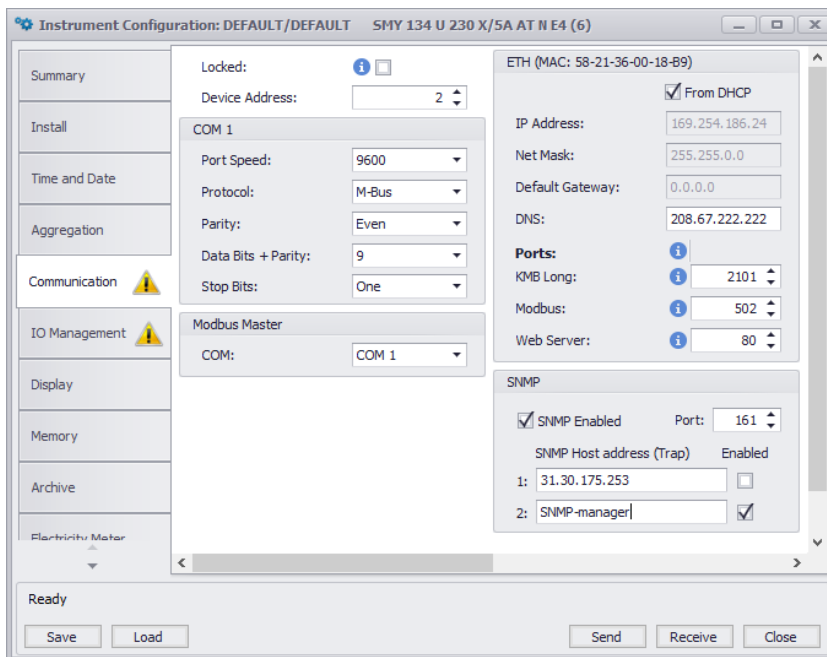 Instrument Configuration: DEFAULT/DEFAULT SMY 134 U 230 X/5A AT N E4 (6)
Summary
Install
Time and Date
Aggregation
Communication
IO Management
Display
Memory
Archive
Electricity Meter
Locked:
Device Address: 2
COM 1
Port Speed: 9600
Protocol: M-Bus
Parity: Even
Data Bits + Parity: 9
Stop Bits: One
Modbus Master
COM: COM 1
ETH (MAC: 58-21-36-00-18-B9)
From DHCP
IP Address: 169.254.186.24
Net Mask: 255.255.0.0
Default Gateway: 0.0.0.0
DNS: 208.67.222.222
Ports:
KMB Long: 2101
Modbus: 502
Web Server: 80
SNMP
SNMP Enabled Port: 161
SNMP Host address (Trap) Enabled
1: 31.30.175.253
2: SNMP-manager
Ready
Save Load Send Receive Close